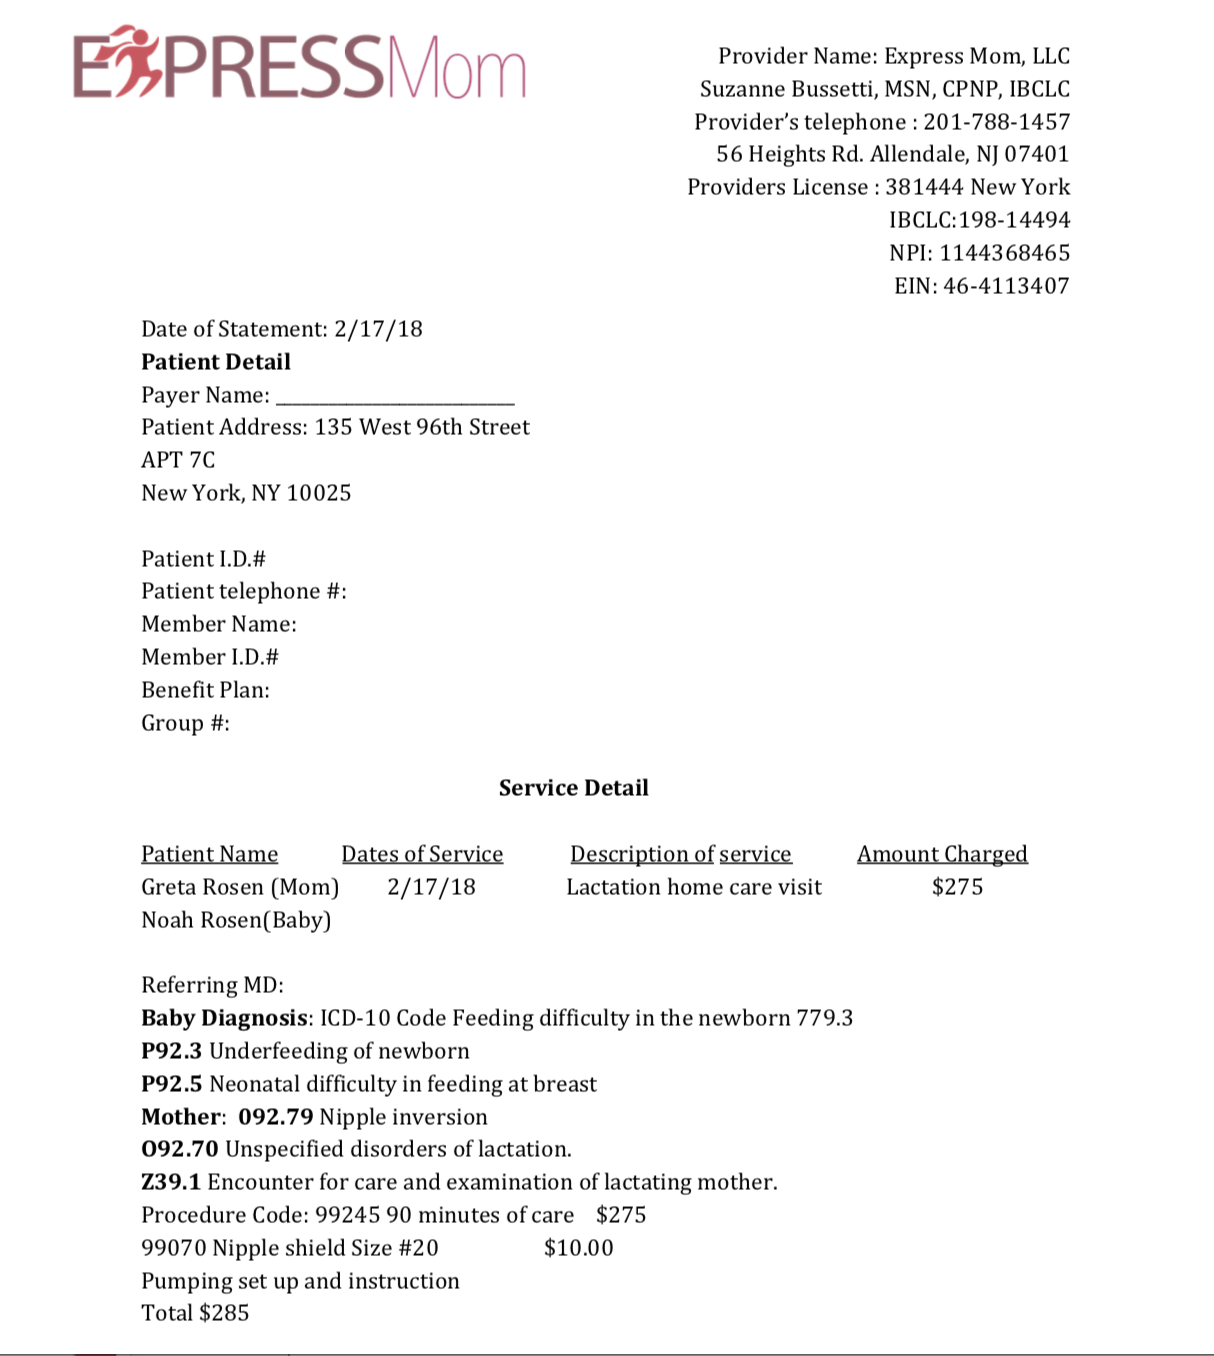 EXPRESSMom
Provider Name: Express Mom, LLC
Suzanne Bussetti, MSN, CPNP, IBCLC
Provider’s telephone : 201-788-1457
56 Heights Rd. Allendale, NJ 07401
Providers License : 381444 New York
IBCLC:198-14494
NPI: 1144368465
EIN: 46-4113407
Date of Statement: 2/17/18
Patient Detail
Payer Name: ______________________
Patient Address: 135 West 96th Street
APT 7C
New York, NY 10025
Patient I.D.#
Patient telephone #:
Member Name:
Member I.D.#
Benefit Plan:
Group #:
Service Detail
Patient Name Dates of Service Description of service Amount Charged
Greta Rosen (Mom) 2/17/18 Lactation home care visit $275
Noah Rosen(Baby)
Referring MD:
Baby Diagnosis: ICD-10 Code Feeding difficulty in the newborn 779.3
P92.3 Underfeeding of newborn
P92.5 Neonatal difficulty in feeding at breast
Mother: 092.79 Nipple inversion
O92.70 Unspecified disorders of lactation.
Z39.1 Encounter for care and examination of lactating mother.
Procedure Code: 99245 90 minutes of care $275
99070 Nipple shield Size #20 $10.00
Pumping set up and instruction
Total $285